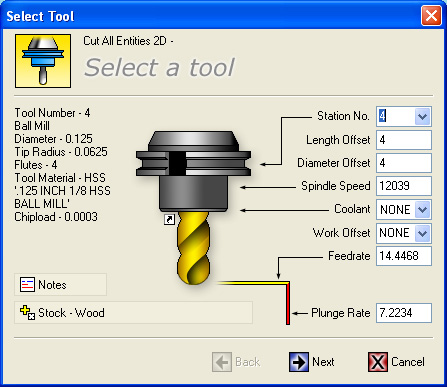 Select Tool
Cut All Entities 2D -
Select a tool
Tool Number - 4
Ball Mill
Diameter - 0.125
Tip Radius - 0.0625
Flutes - 4
Tool Material - HSS
'.125 INCH 1/8 HSS
BALL MILL'
Chipload - 0.0003
Station No. 4
Length Offset 4
Diameter Offset 4
Spindle Speed 12039
Coolant NONE
Work Offset NONE
Feedrate 14.4468
Plunge Rate 7.2234
Notes
Stock - Wood
Back
Next
Cancel